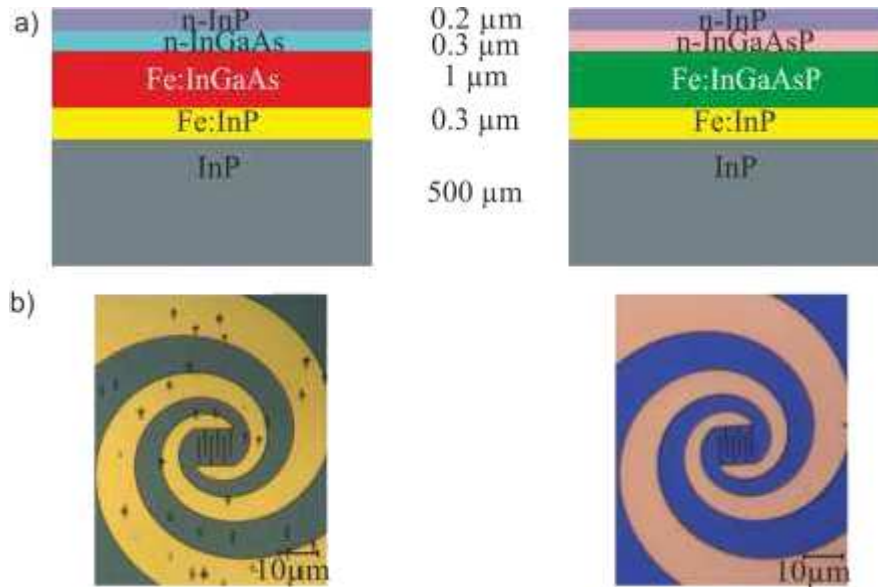 a)
n-InP
n-InGaAs
Fe:InGaAs
Fe:InP
InP
0.2 µm
0.3 µm
1 µm
0.3 µm
500 µm
n-InP
n-InGaAsP
Fe:InGaAsP
Fe:InP
InP
b)
10µm
10µm